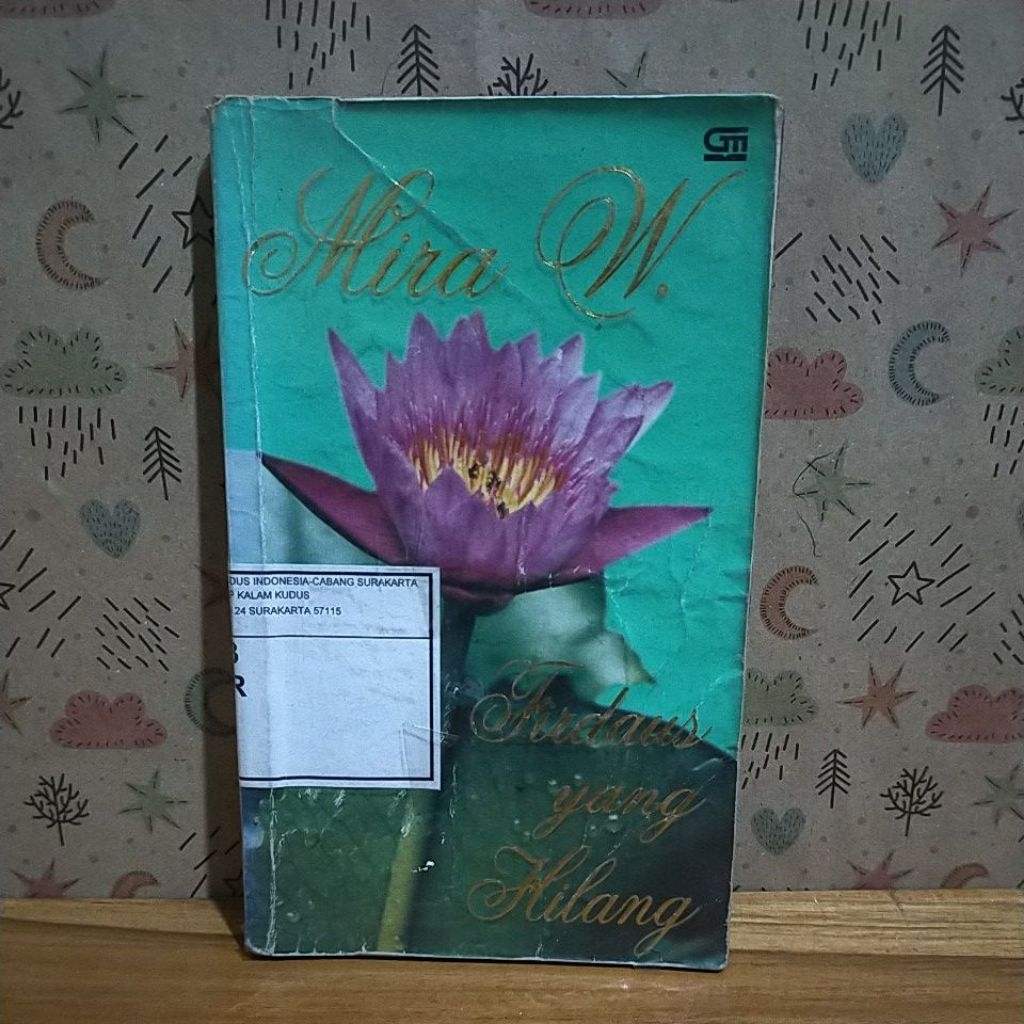 GM
Mira W.
DUS INDONESIA-CABANG SURAKARTA
P KALAM KUDUS
.24 SURAKARTA 57115
R
Firdaus
yang
Hilang